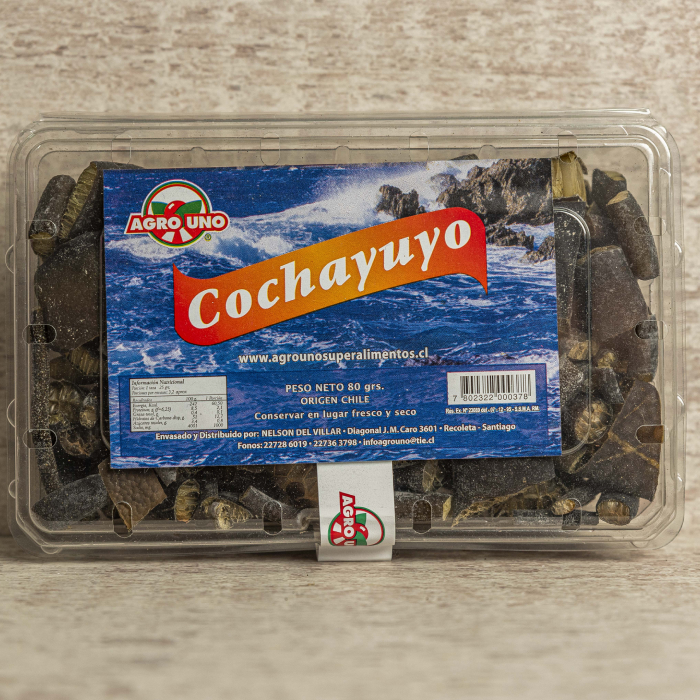 AGRO UNO
®
Cochayuyo
www.agrounosuperalimentos.cl
Información Nutricional
PESO NETO 80 grs.
ORIGEN CHILE
Conservar en lugar fresco y seco
7 802322 000378
Envasado y Distribuido por: NELSON DEL VILLAR - Diagonal J. M. Caro 3601 - Recoleta - Santiago
Fonos: 22728 6019 - 22736 3798 - infoagrouno@tie.cl
AGRO UNO